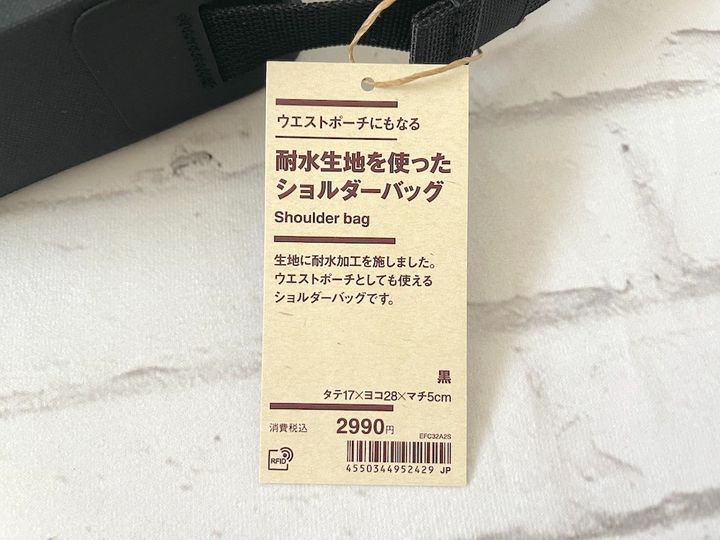 ウエストポーチにもなる
耐水生地を使った
ショルダーバッグ
Shoulder bag
生地に耐水加工を施しました。
ウエストポーチとしても使える
ショルダーバッグです。
黒
タテ17×ヨコ28×マチ5cm
消費税込 2990円
EFC32A2S
RFID
4550344952429 JP